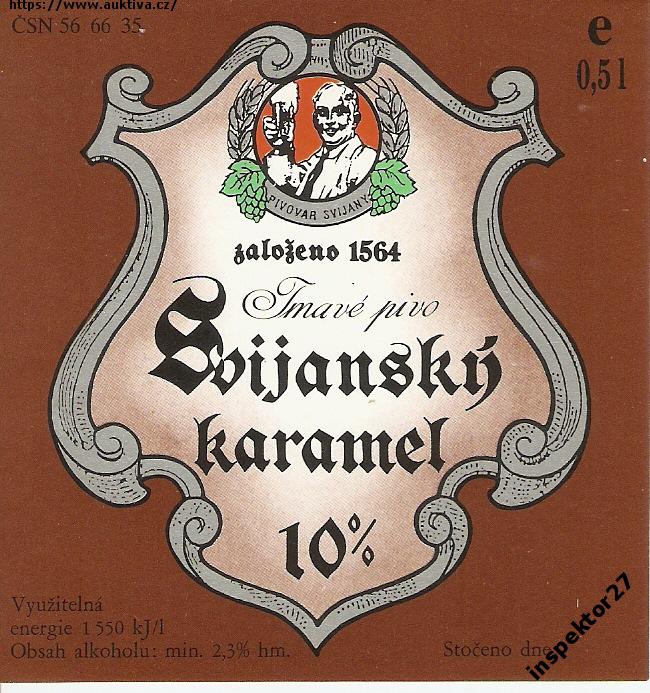 https://www.auktiva.cz/
ČSN 56 66 35
e
0,5 l
PIVOVAR SVIJANY
založeno 1564
Tmavé pivo
Svijanský
karamel
10%
Využitelná
energie 1 550 kJ/l
Obsah alkoholu: min. 2,3% hm.
Stočeno dne
inspektor27